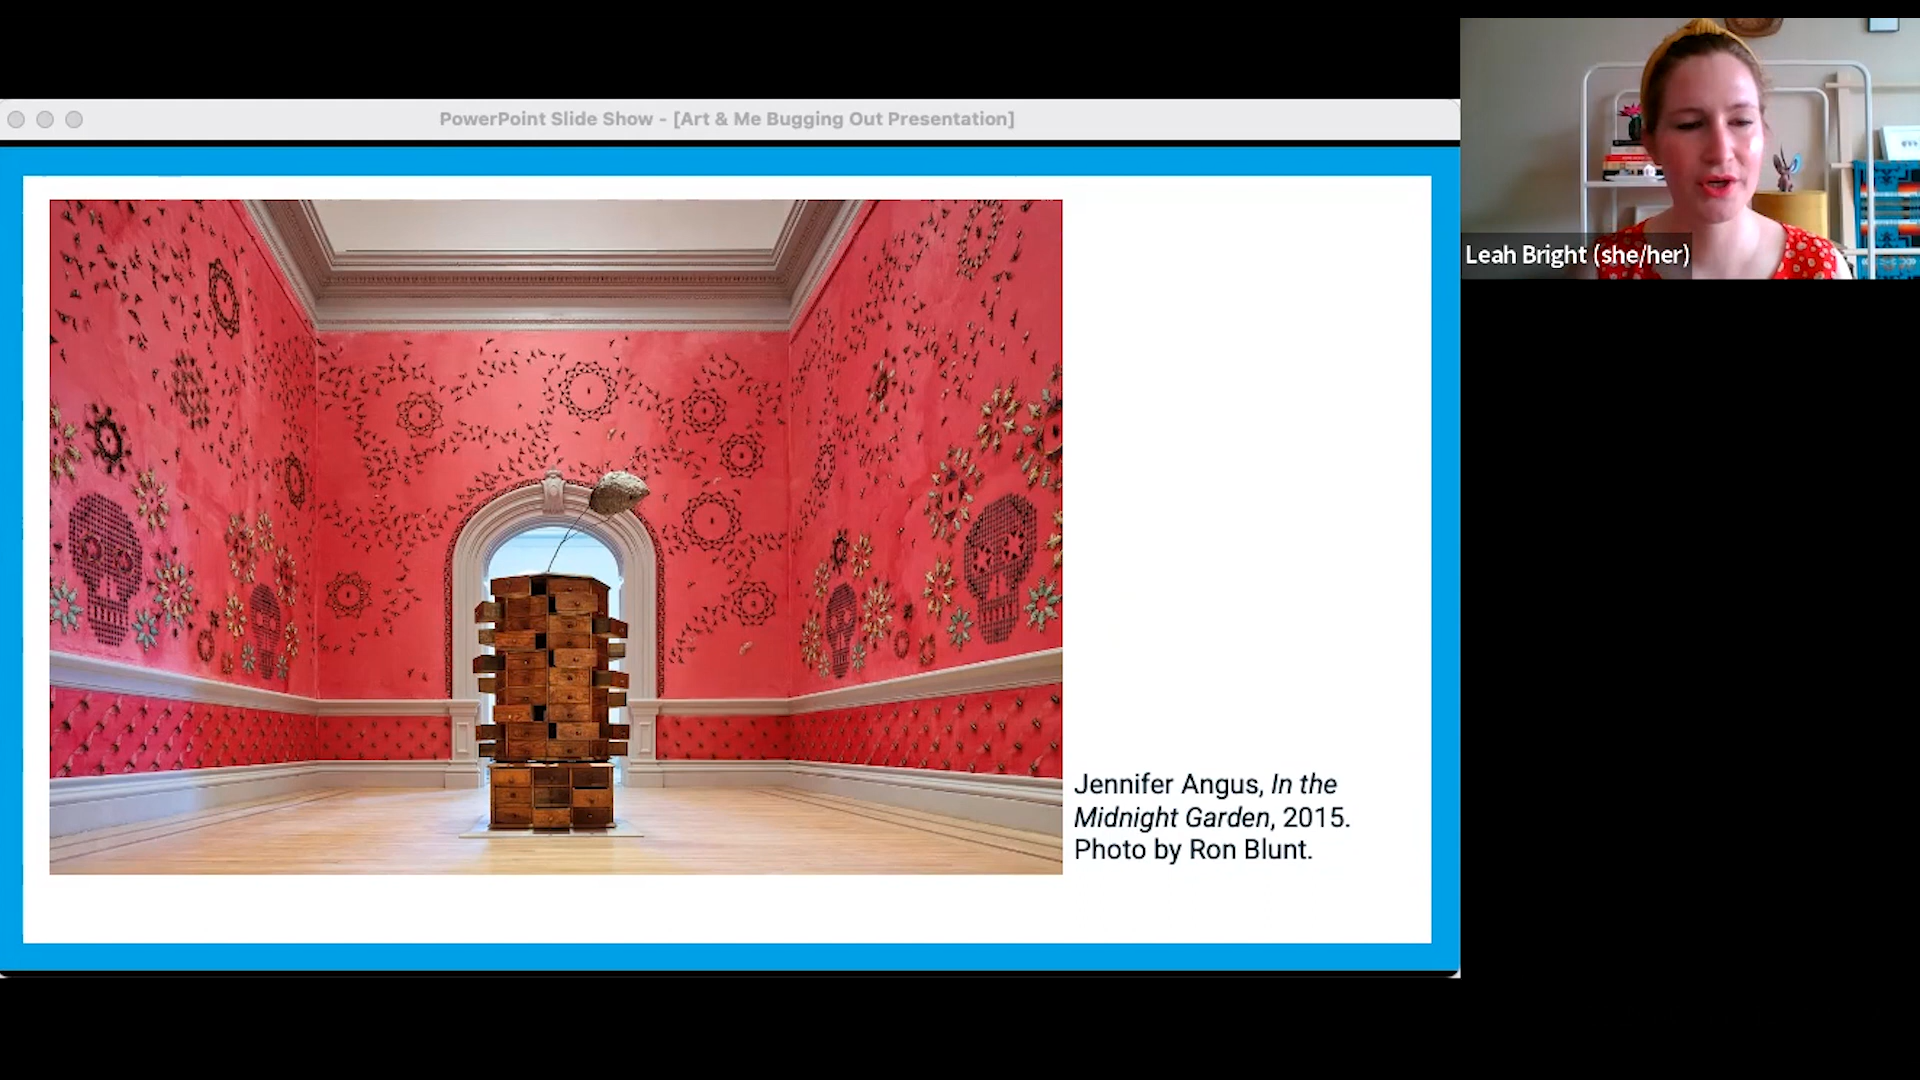 PowerPoint Slide Show - [Art & Me Bugging Out Presentation]
Leah Bright (she/her)
Jennifer Angus, In the
Midnight Garden, 2015.
Photo by Ron Blunt.